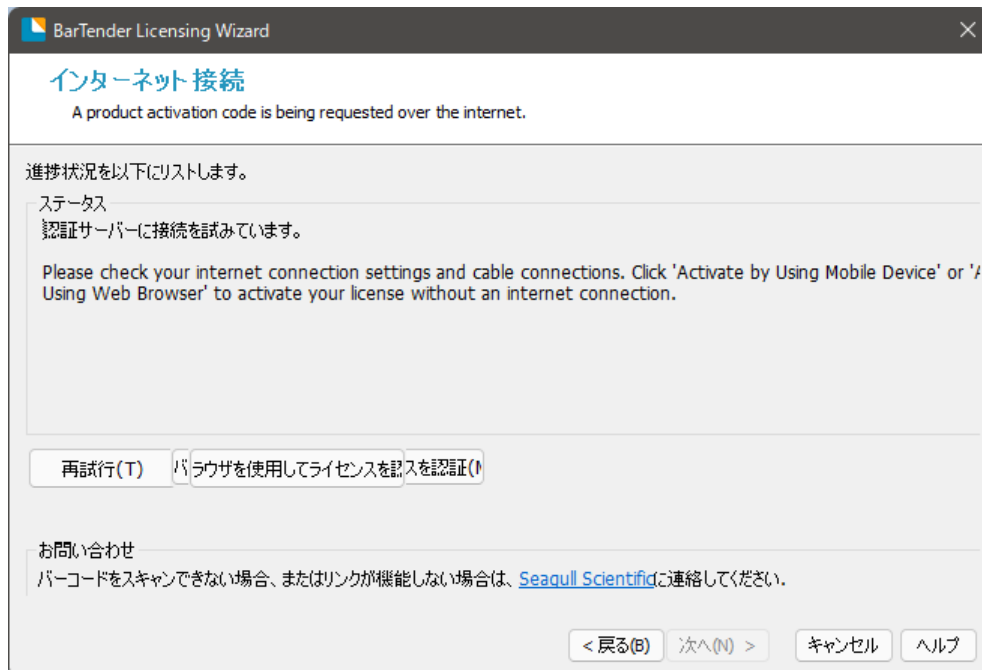 BarTender Licensing Wizard
インターネット接続
A product activation code is being requested over the internet.
進捗状況を以下にリストします。
ステータス
認証サーバーに接続を試みています。
Please check your internet connection settings and cable connections. Click 'Activate by Using Mobile Device' or '
Using Web Browser' to activate your license without an internet connection.
再試行(T) バ ラウザを使用してライセンスを認 スを認証(
お問い合わせ
バーコードをスキャンできない場合、またはリンクが機能しない場合は、Seagull Scientificに連絡してください.
< 戻る(B) 次へ(N) > キャンセル ヘルプ